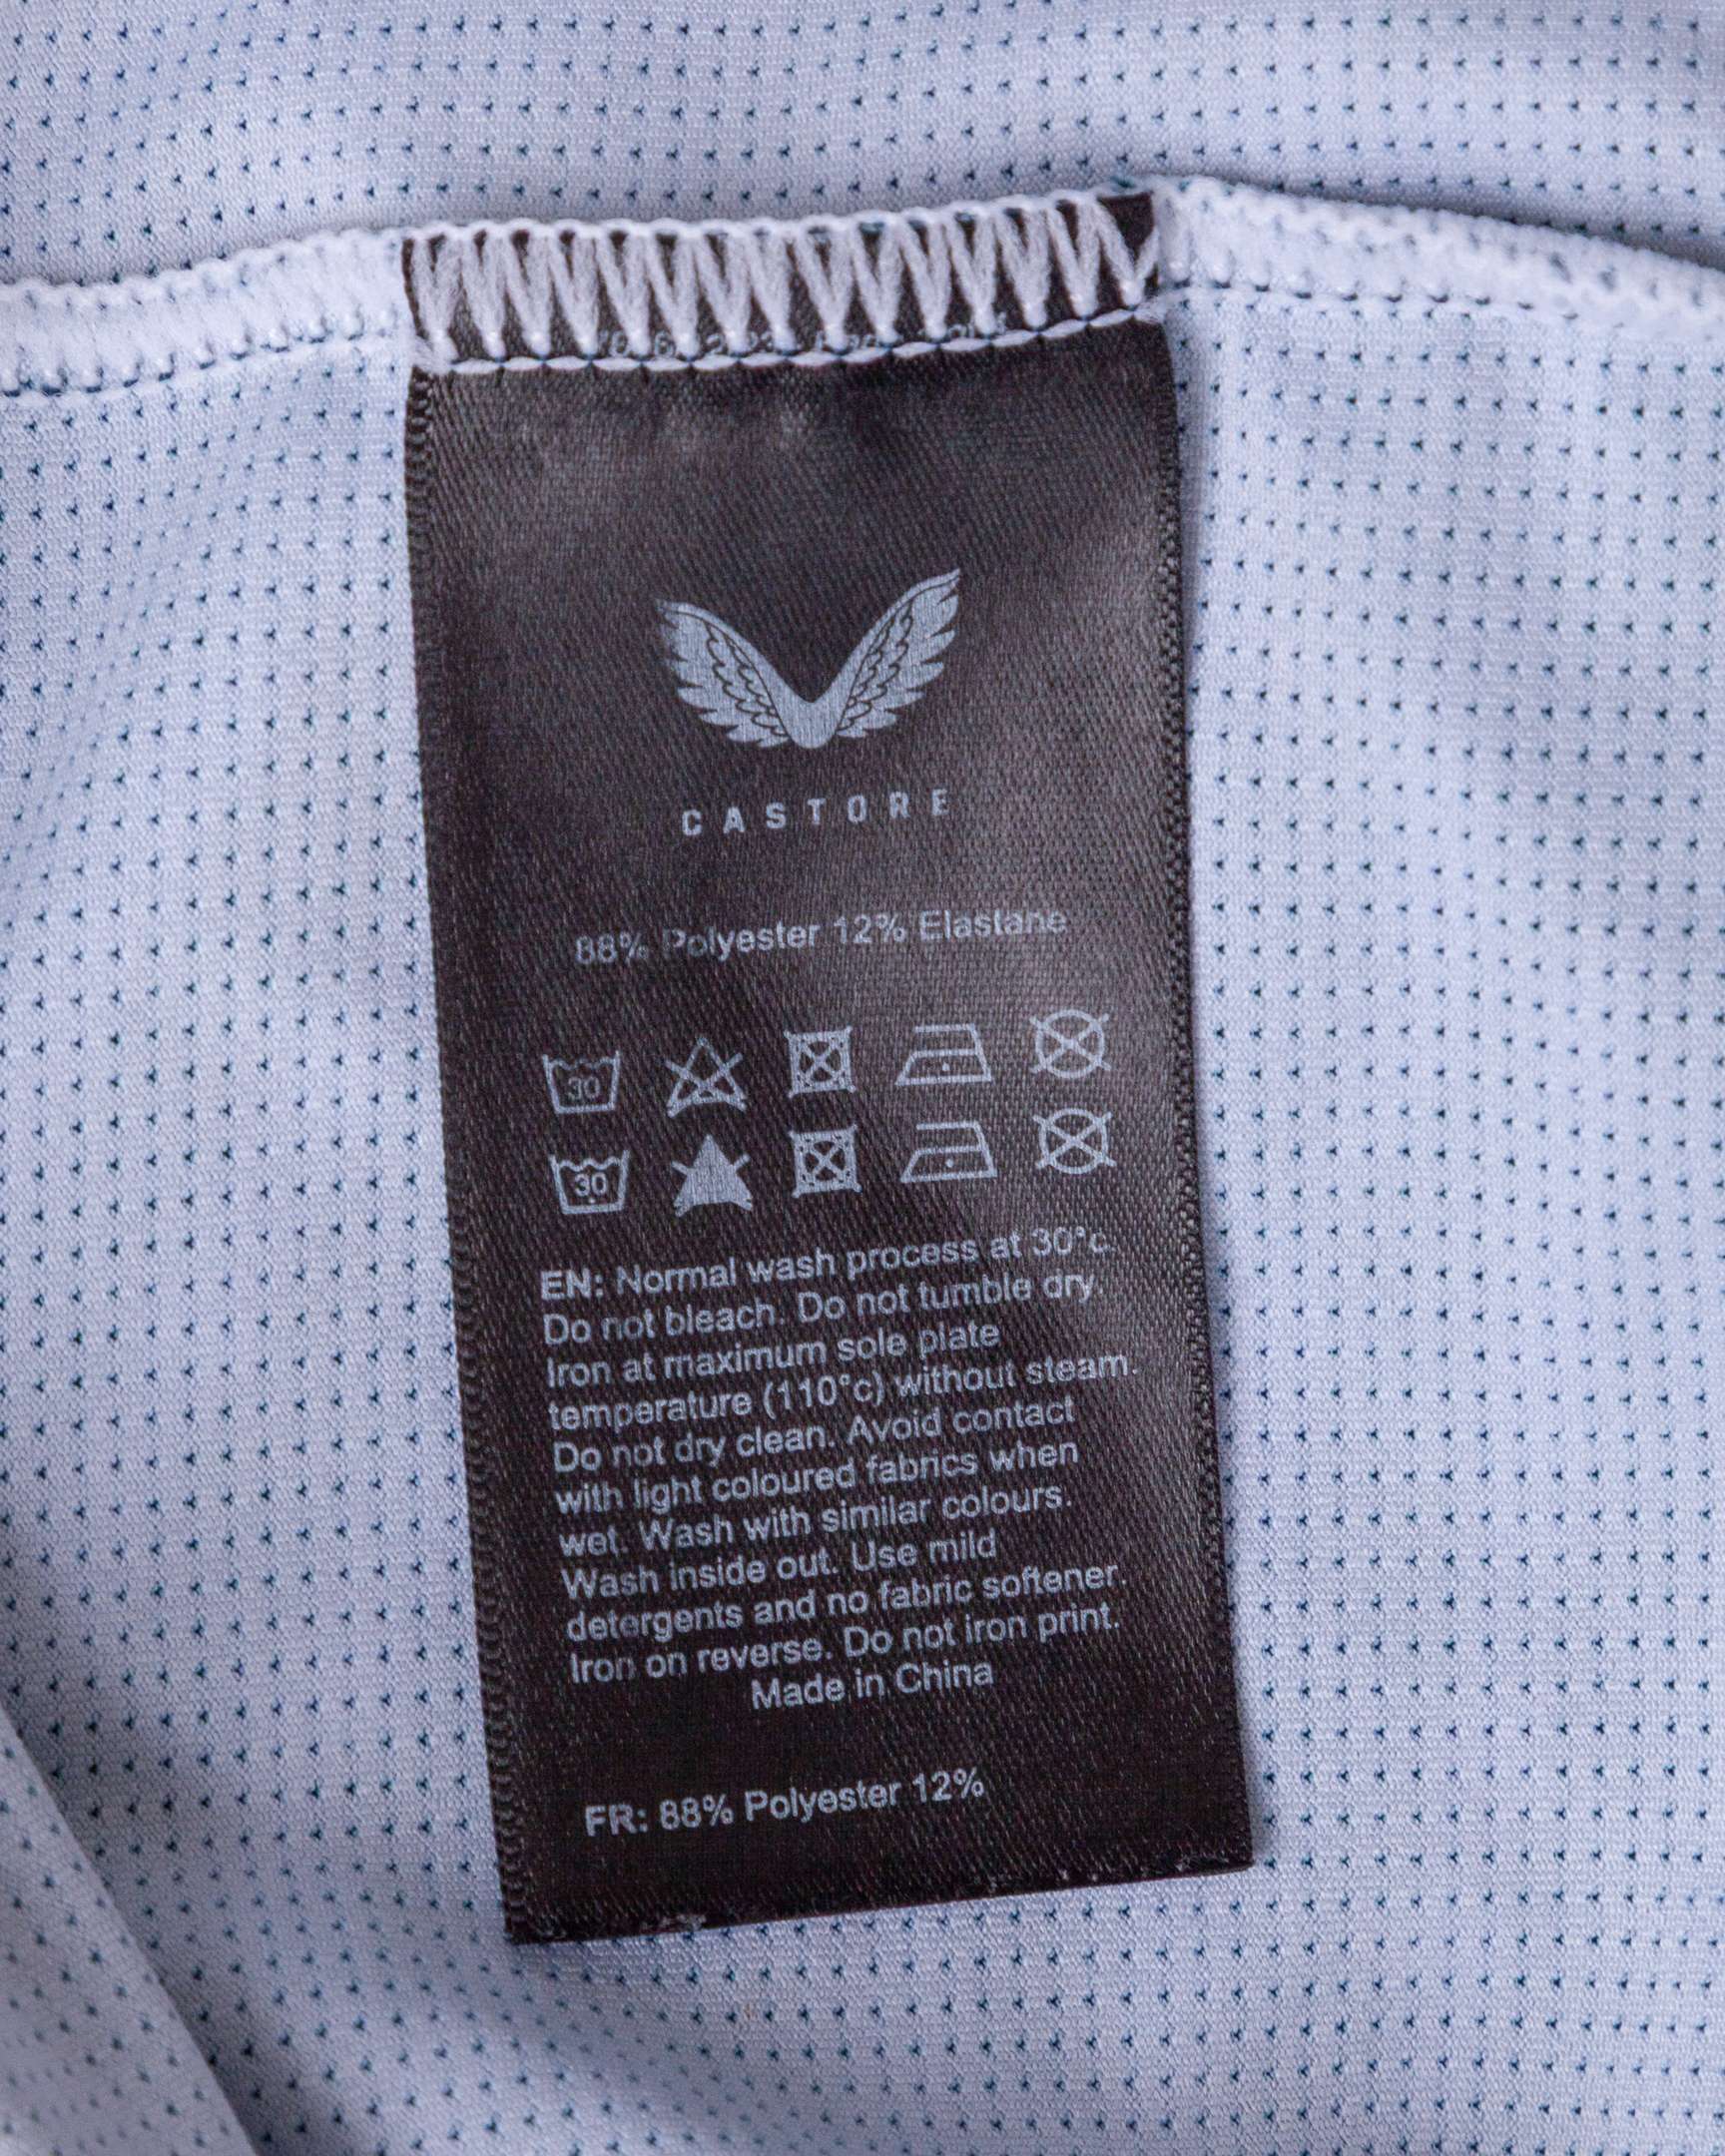 CASTORE
88% Polyester 12% Elastane
30
30
EN: Normal wash process at 30°c.
Do not bleach. Do not tumble dry.
Iron at maximum sole plate
temperature (110°c) without steam.
Do not dry clean. Avoid contact
with light coloured fabrics when
wet. Wash with similar colours.
Wash inside out. Use mild
detergents and no fabric softener.
Iron on reverse. Do not iron print.
Made in China
FR: 88% Polyester 12%